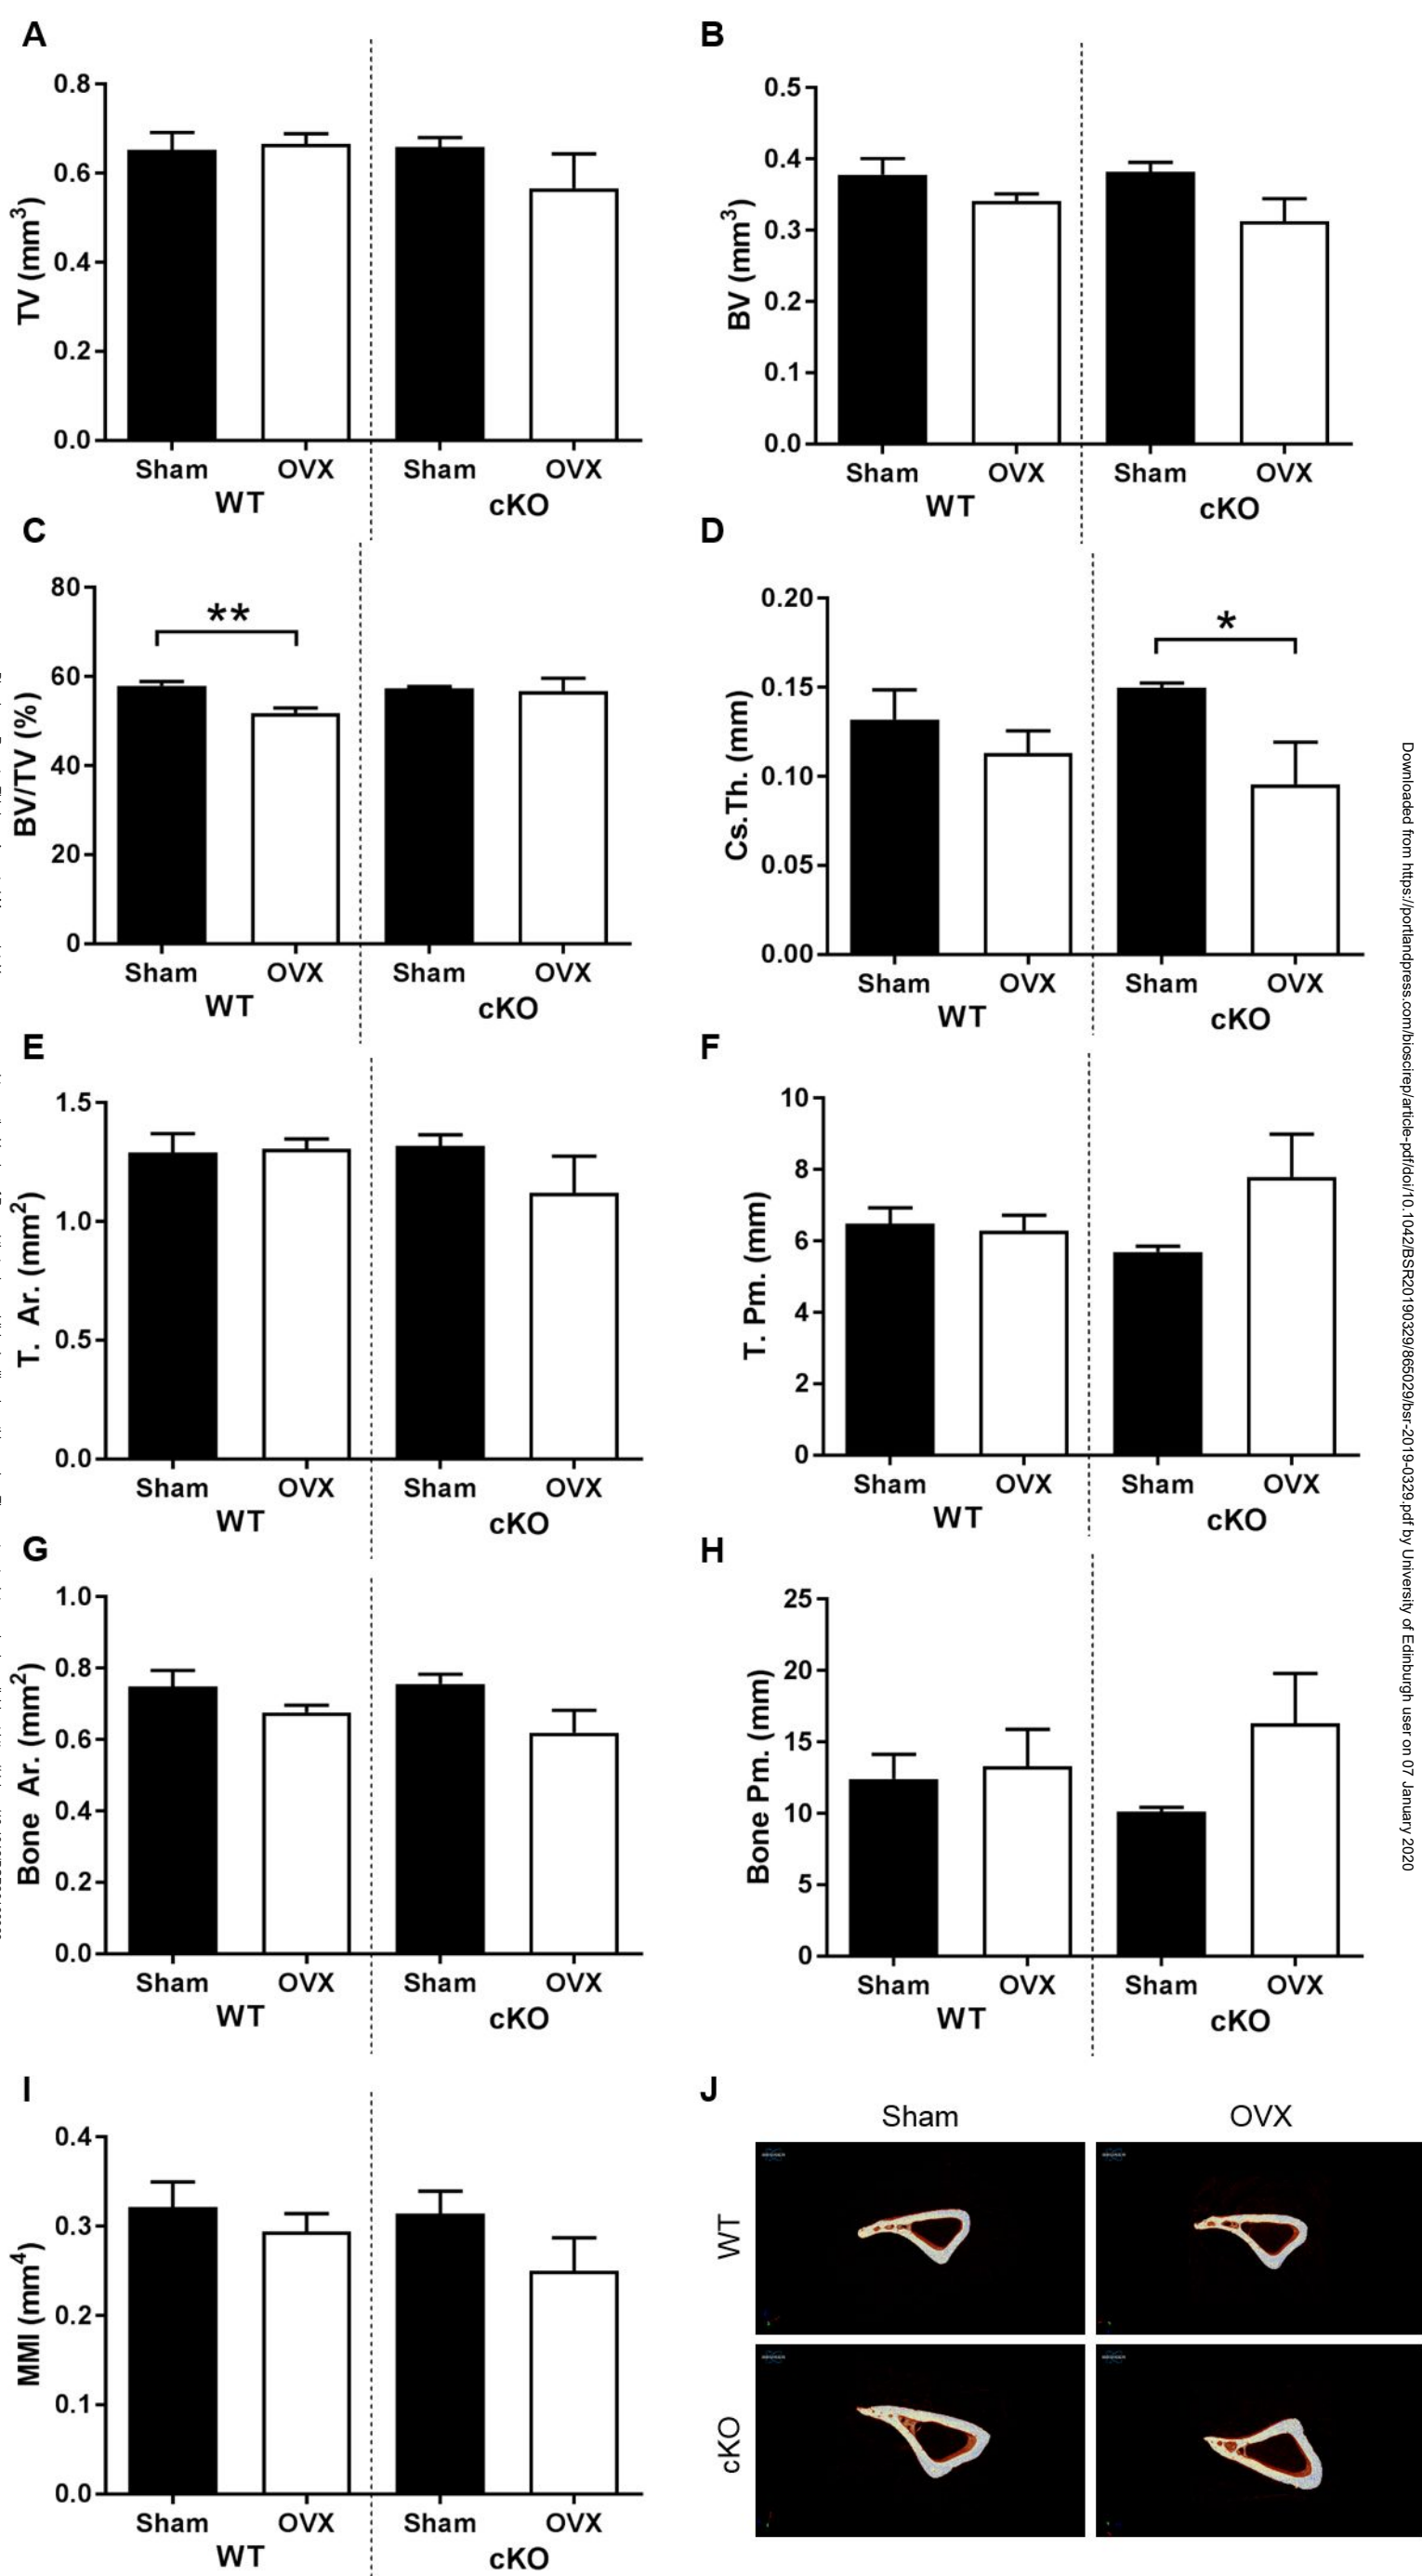 A
TV (mm3)
0.8
0.6
0.4
0.2
0.0
Sham OVX Sham OVX
WT cKO
B
BV (mm3)
0.5
0.4
0.3
0.2
0.1
0.0
Sham OVX Sham OVX
WT cKO
C
BV/TV (%)
80
60
40
20
0
**
Sham OVX Sham OVX
WT cKO
D
Cs.Th. (mm)
0.20
0.15
0.10
0.05
0.00
*
Sham OVX Sham OVX
WT cKO
E
T. Ar. (mm2)
1.5
1.0
0.5
0.0
Sham OVX Sham OVX
WT cKO
F
T. Pm. (mm)
10
8
6
4
2
0
Sham OVX Sham OVX
WT cKO
G
Bone Ar. (mm2)
1.0
0.8
0.6
0.4
0.2
0.0
Sham OVX Sham OVX
WT cKO
H
Bone Pm. (mm)
25
20
15
10
5
0
Sham OVX Sham OVX
WT cKO
I
MMI (mm4)
0.4
0.3
0.2
0.1
0.0
Sham OVX Sham OVX
WT cKO
J
Sham OVX
WT
cKO
Downloaded from https://portlandpress.com/bioscirep/article-pdf/doi/10.1042/BSR20190329/865029/bsr-2019-0329.pdf by University of Edinburgh user on 07 January 2020